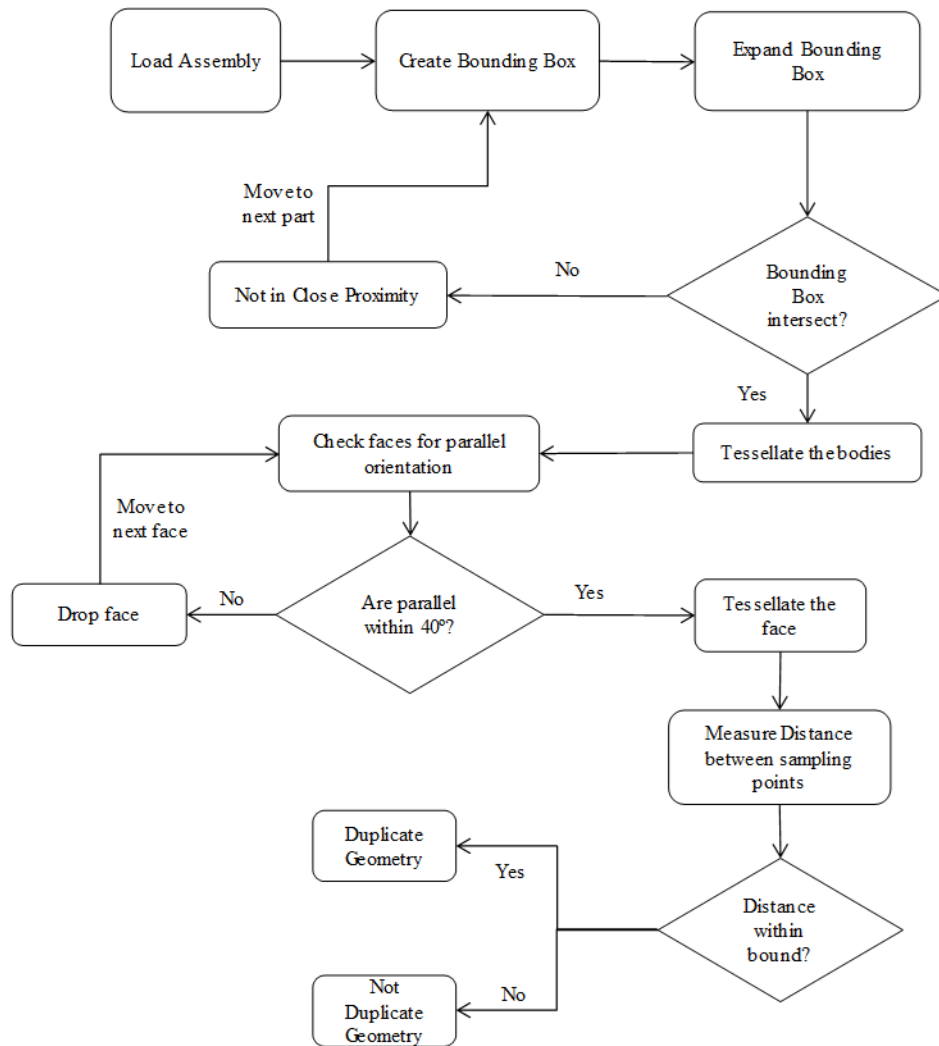 Load Assembly
Create Bounding Box
Expand Bounding
Box
Move to
next part
No
Not in Close Proximity
Bounding
Box
intersect?
Yes
Check faces for parallel
orientation
Tessellate the bodies
Move to
next face
Drop face
No
Are parallel
within 40º?
Yes
Tessellate the
face
Measure Distance
between sampling
points
Duplicate
Geometry
Yes
Distance
within
bound?
Not
Duplicate
Geometry
No